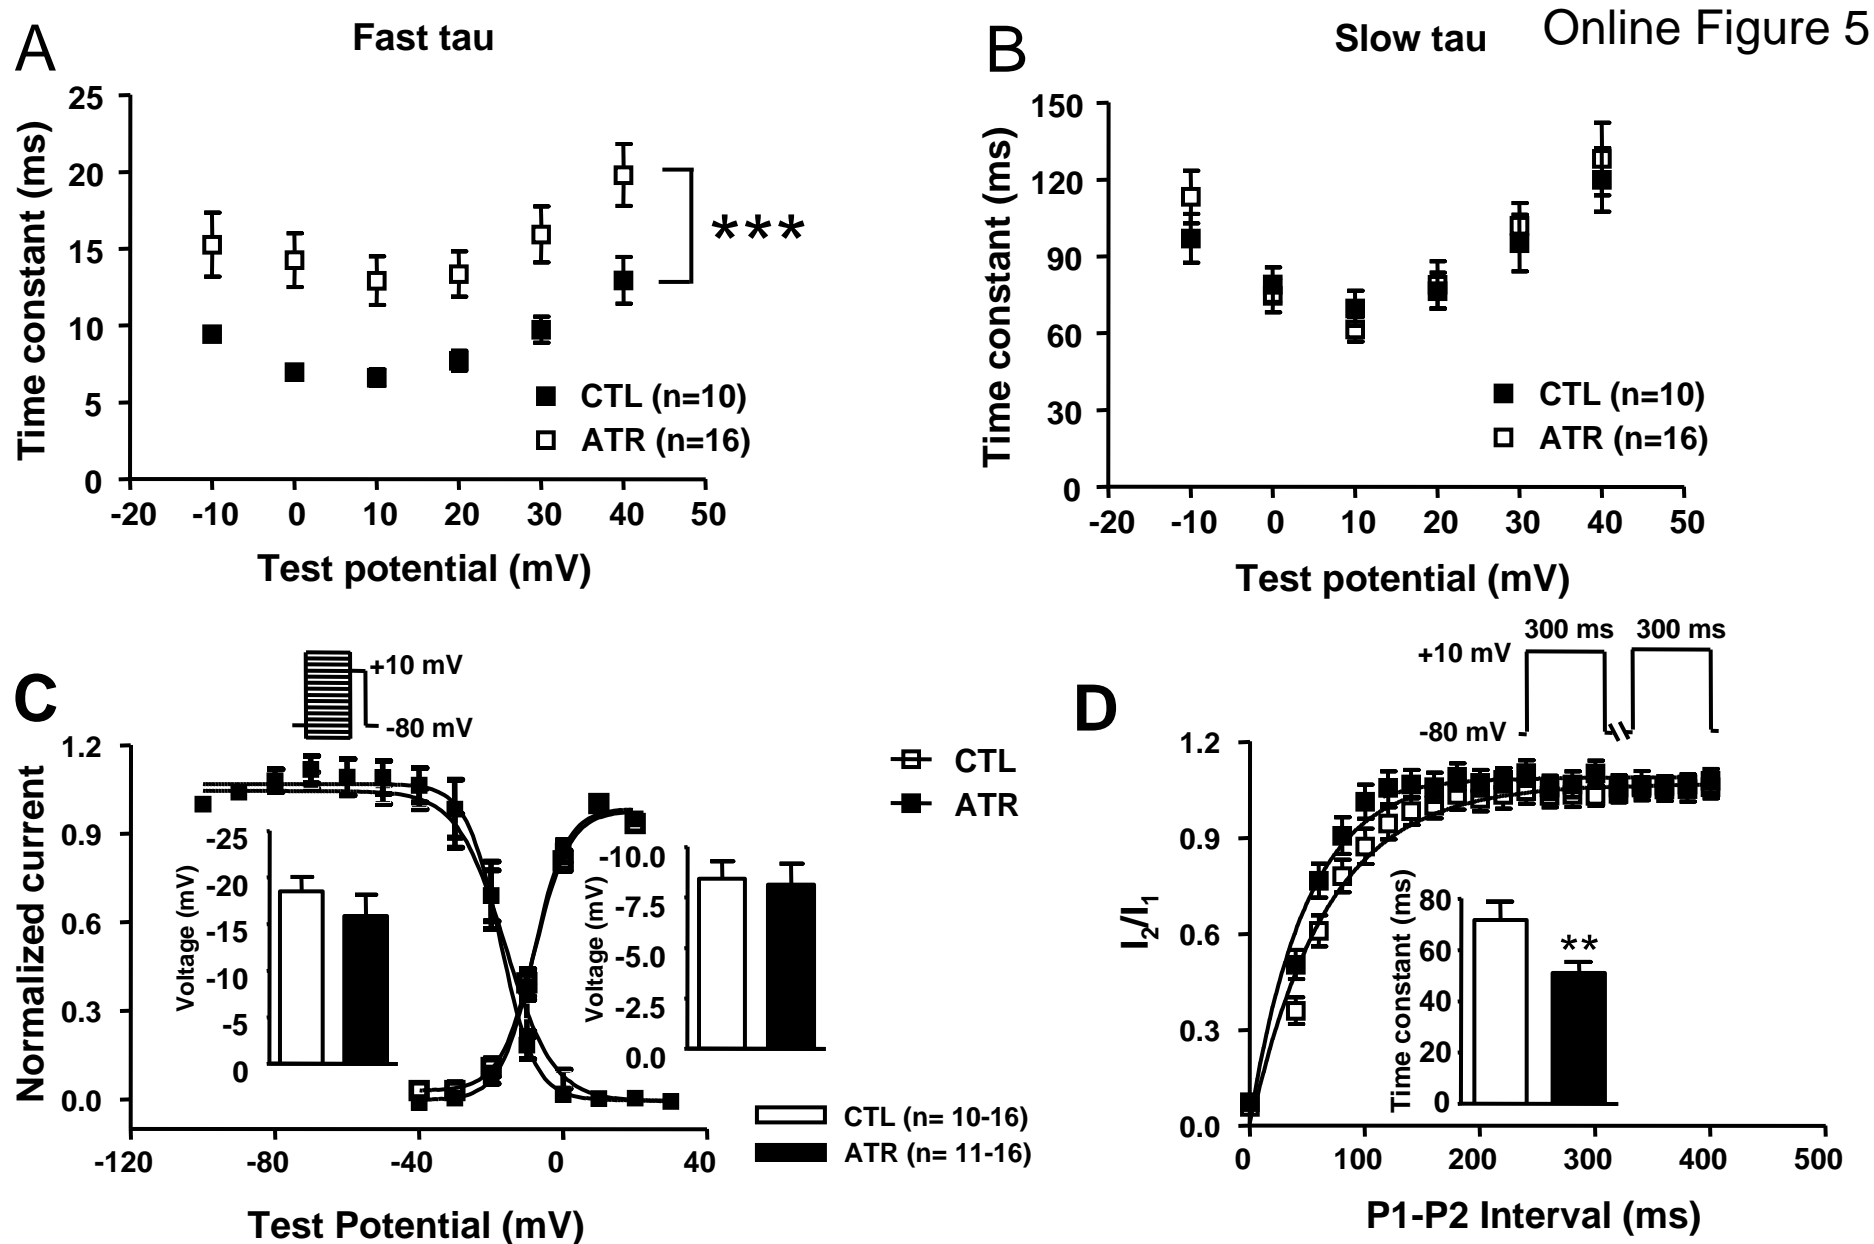 Online Figure 5
A
Fast tau
25
20
15
10
5
0
Time constant (ms)
***
CTL (n=10)
ATR (n=16)
-20 -10 0 10 20 30 40 50
Test potential (mV)
B
Slow tau
150
120
90
60
30
0
Time constant (ms)
CTL (n=10)
ATR (n=16)
-20 -10 0 10 20 30 40 50
Test potential (mV)
C
+10 mV
-80 mV
1.2
0.9
0.6
0.3
0.0
Normalized current
CTL
ATR
-25
-20
-15
-10
-5
0
Voltage (mV)
-10.0
-7.5
-5.0
-2.5
0.0
Voltage (mV)
CTL (n= 10-16)
ATR (n= 11-16)
-120 -80 -40 0 40
Test Potential (mV)
D
300 ms 300 ms
+10 mV
-80 mV
1.2
0.9
0.6
0.3
0.0
I2/I1
80
60
40
20
0
Time constant (ms)
**
0 100 200 300 400 500
P1-P2 Interval (ms)